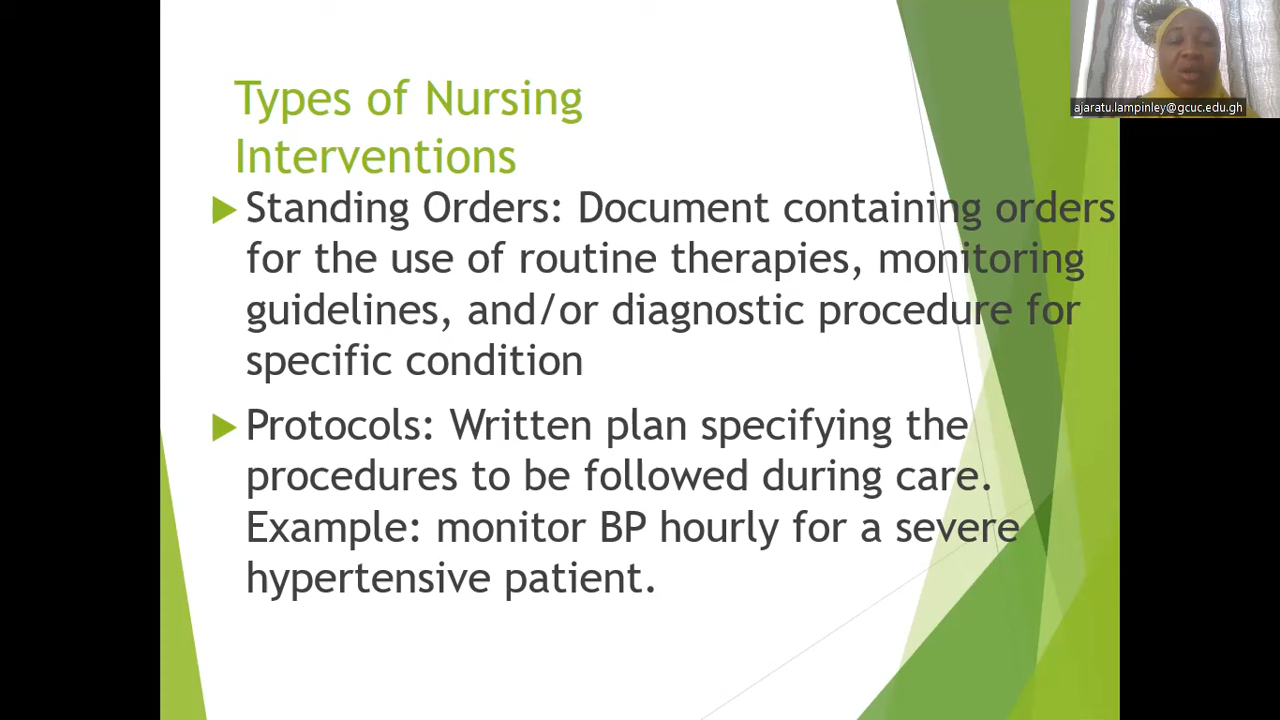 Types of Nursing
Interventions
Standing Orders: Document containing orders
for the use of routine therapies, monitoring
guidelines, and/or diagnostic procedure for
specific condition
Protocols: Written plan specifying the
procedures to be followed during care.
Example: monitor BP hourly for a severe
hypertensive patient.
ajaratu.lampinley@gcuc.edu.gh